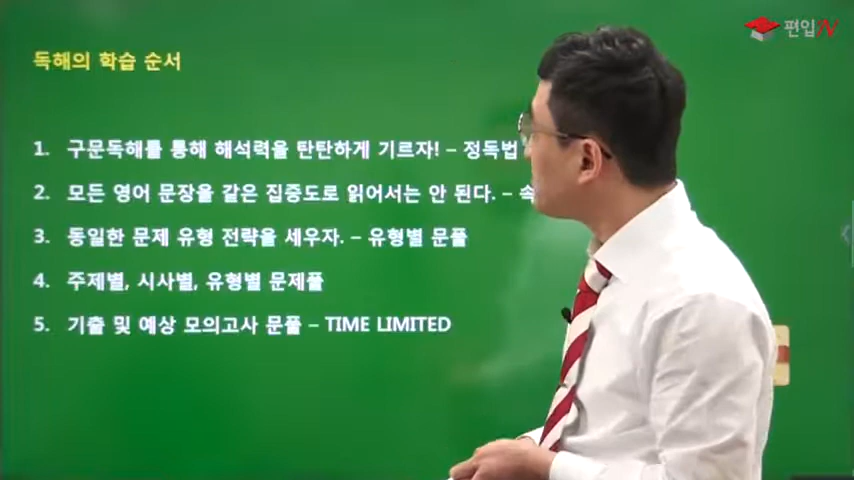 편입
독해의 학습 순서
1. 구문독해를 통해 해석력을 탄탄하게 기르자! – 정독법
2. 모든 영어 문장을 같은 집중도로 읽어서는 안 된다. –
3. 동일한 문제 유형 전략을 세우자. – 유형별 문풀
4. 주제별, 시사별, 유형별 문제풀
5. 기출 및 예상 모의고사 문풀 – TIME LIMITED